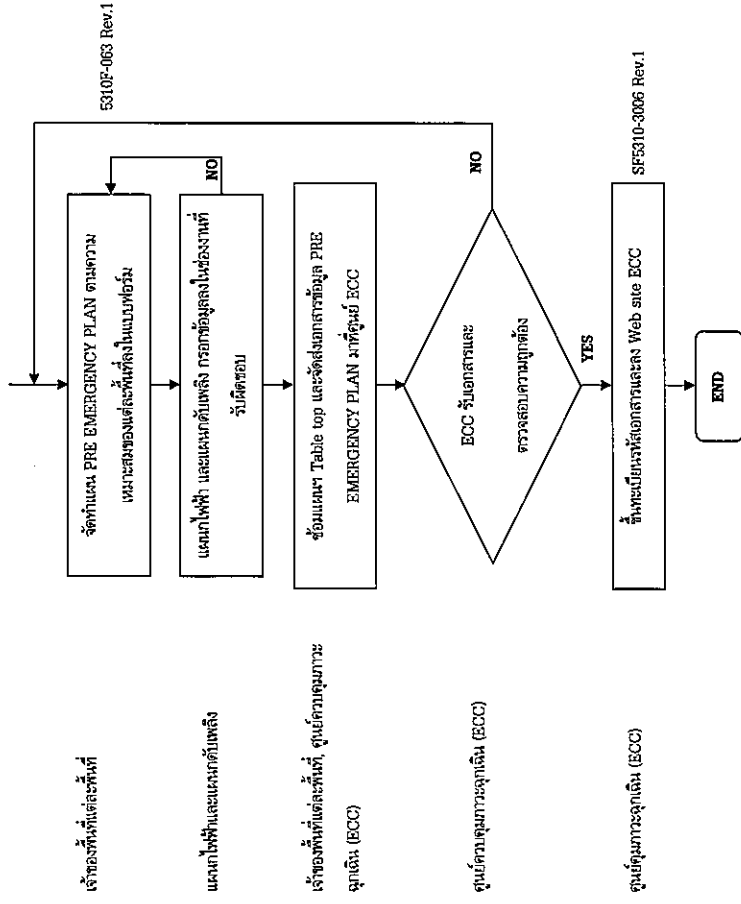 5310F-063 Rev.1
เจ้าของพื้นที่แต่ละพื้นที่
จัดทำแผน PRE EMERGENCY PLAN ตามความ
เหมาะสมของแต่ละพื้นที่ลงในแบบฟอร์ม
NO
แผนกไฟฟ้าและแผนกดับเพลิง
แผนกไฟฟ้า และแผนกดับเพลิง กรอกข้อมูลลงในช่องงานที่
รับผิดชอบ
เจ้าของพื้นที่แต่ละพื้นที่, ศูนย์ควบคุมภาวะ
ฉุกเฉิน (ECC)
ซ้อมแผนฯ Table top และจัดส่งเอกสารข้อมูล PRE
EMERGENCY PLAN มาที่ศูนย์ ECC
ศูนย์ควบคุมภาวะฉุกเฉิน (ECC)
ECC รับเอกสารและ
ตรวจสอบความถูกต้อง
NO
YES
SF5310-3006 Rev.1
ศูนย์คุมภาวะฉุกเฉิน (ECC)
ขึ้นทะเบียนรหัสเอกสารและลง Web site ECC
END